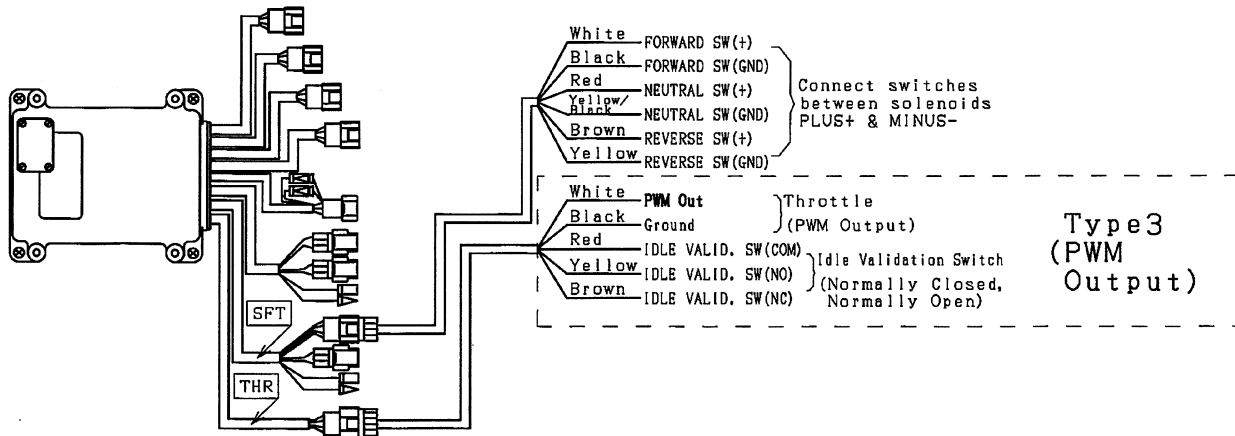 White FORWARD SW(+)
Black FORWARD SW(GND)
Red NEUTRAL SW(+)
Yellow/
Black NEUTRAL SW(GND)
Brown REVERSE SW(+)
Yellow REVERSE SW(GND)
Connect switches
between solenoids
PLUS+ & MINUS-
White PWM Out
Black Ground
Red IDLE VALID. SW(COM)
Yellow IDLE VALID. SW(NO)
Brown IDLE VALID. SW(NC)
Throttle
(PWM Output)
Idle Validation Switch
(Normally Closed,
Normally Open)
Type3
(PWM
Output)
SFT
THR